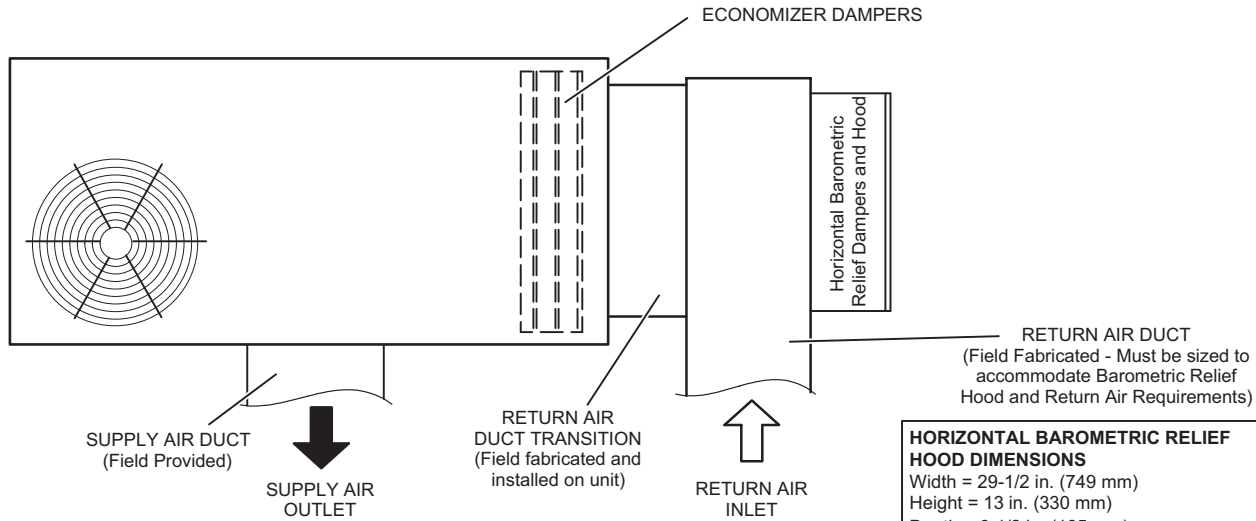 ECONOMIZER DAMPERS
Horizontal Barometric
Relief Dampers and Hood
RETURN AIR DUCT
(Field Fabricated - Must be sized to
accommodate Barometric Relief
Hood and Return Air Requirements)
SUPPLY AIR DUCT
(Field Provided)
SUPPLY AIR
OUTLET
RETURN AIR
DUCT TRANSITION
(Field fabricated and
installed on unit)
RETURN AIR
INLET
HORIZONTAL BAROMETRIC RELIEF
HOOD DIMENSIONS
Width = 29-1/2 in. (749 mm)
Height = 13 in. (330 mm)